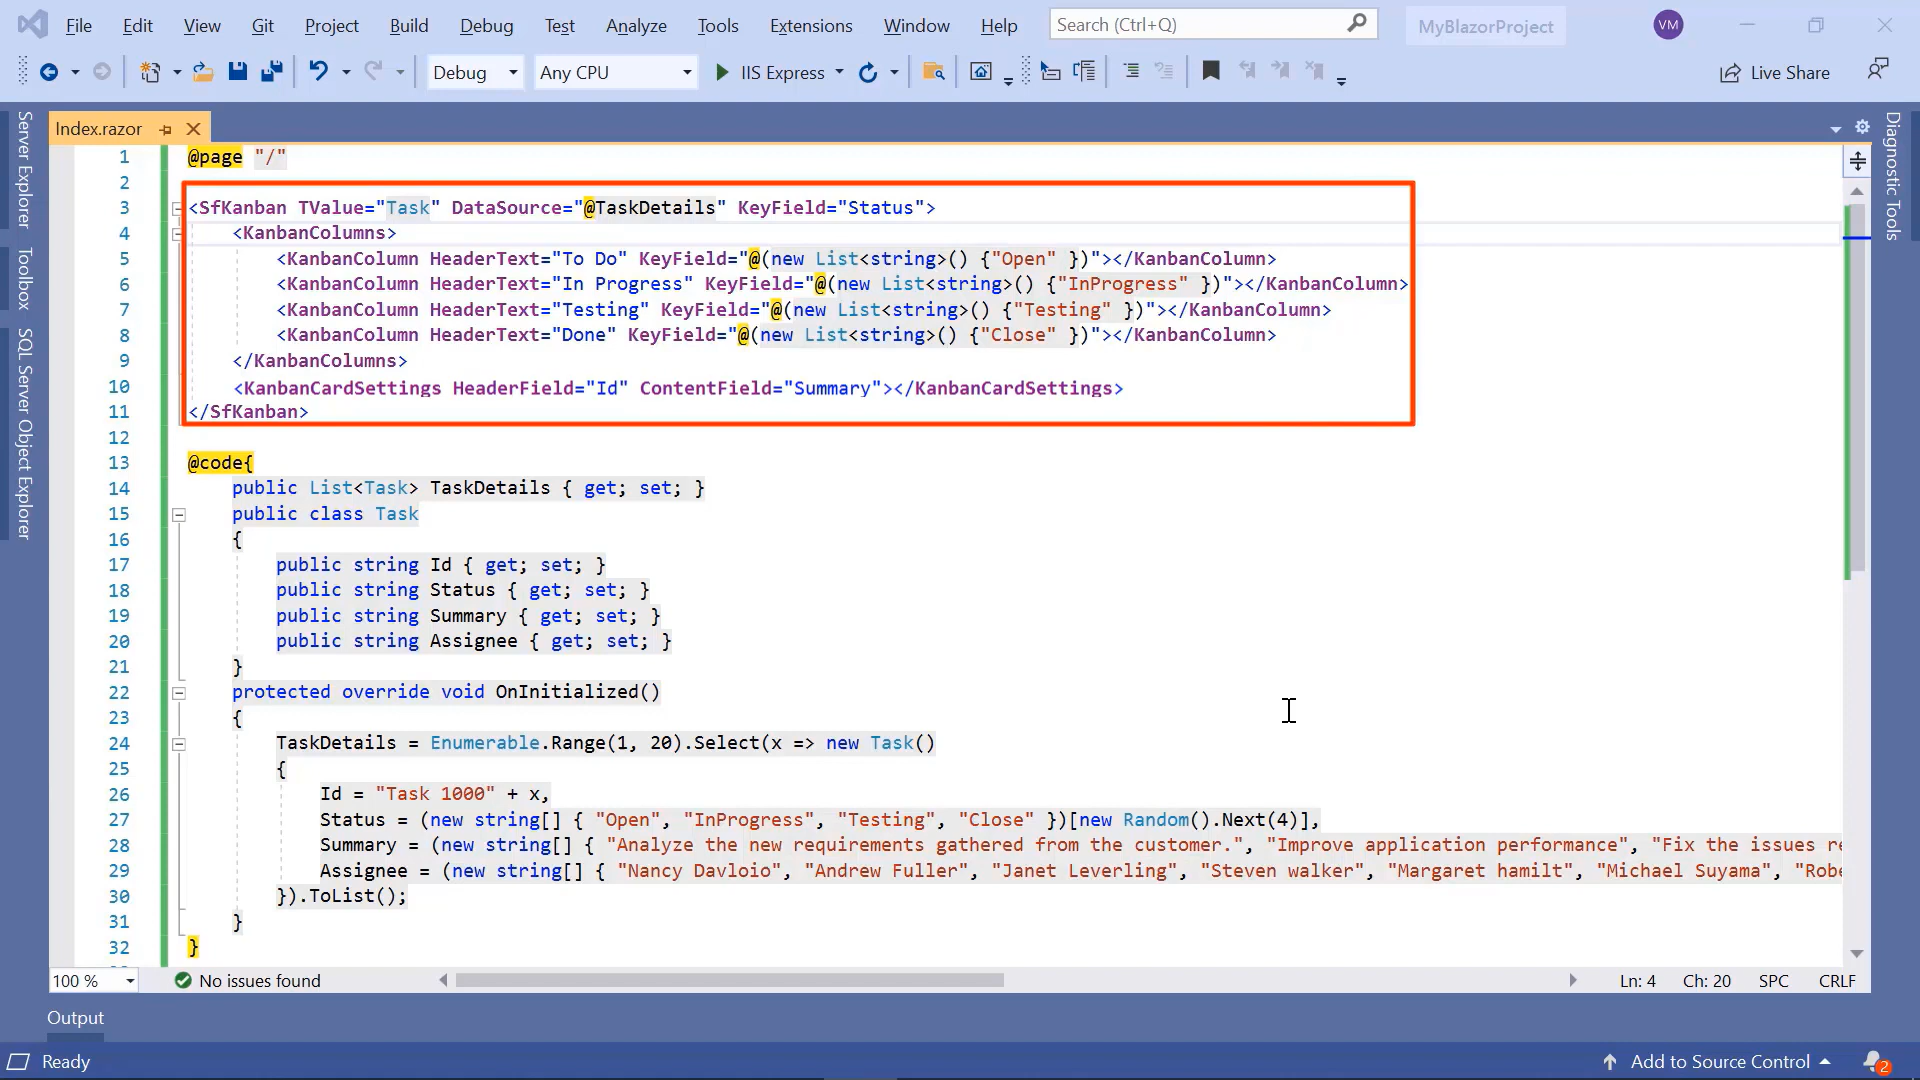 File Edit View Git Project Build Debug Test Analyze Tools Extensions Window Help Search (Ctrl+Q) MyBlazorProject VM
Debug Any CPU IIS Express Live Share
Server Explorer
Toolbox
SQL Server Object Explorer
Index.razor
Diagnostic Tools
1 @page "/"
2
3 <SfKanban TValue="Task" DataSource="@TaskDetails" KeyField="Status">
4 <KanbanColumns>
5 <KanbanColumn HeaderText="To Do" KeyField="@(new List<string>() {"Open" })"></KanbanColumn>
6 <KanbanColumn HeaderText="In Progress" KeyField="@(new List<string>() {"InProgress" })"></KanbanColumn>
7 <KanbanColumn HeaderText="Testing" KeyField="@(new List<string>() {"Testing" })"></KanbanColumn>
8 <KanbanColumn HeaderText="Done" KeyField="@(new List<string>() {"Close" })"></KanbanColumn>
9 </KanbanColumns>
10 <KanbanCardSettings HeaderField="Id" ContentField="Summary"></KanbanCardSettings>
11 </SfKanban>
12
13 @code{
14 public List<Task> TaskDetails { get; set; }
15 public class Task
16 {
17 public string Id { get; set; }
18 public string Status { get; set; }
19 public string Summary { get; set; }
20 public string Assignee { get; set; }
21 }
22 protected override void OnInitialized()
23 {
24 TaskDetails = Enumerable.Range(1, 20).Select(x => new Task()
25 {
26 Id = "Task 1000" + x,
27 Status = (new string[] { "Open", "InProgress", "Testing", "Close" })[new Random().Next(4)],
28 Summary = (new string[] { "Analyze the new requirements gathered from the customer.", "Improve application performance", "Fix the issues re
29 Assignee = (new string[] { "Nancy Davloio", "Andrew Fuller", "Janet Leverling", "Steven walker", "Margaret hamilt", "Michael Suyama", "Robe
30 }).ToList();
31 }
32 }
100 % No issues found Ln: 4 Ch: 20 SPC CRLF
Output
Ready Add to Source Control 2